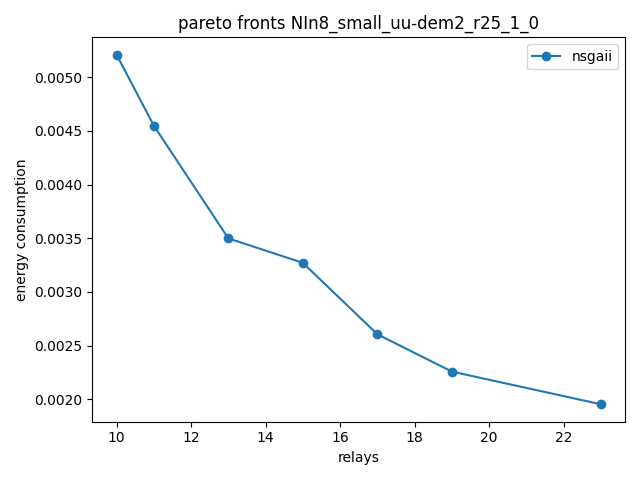 pareto fronts NIn8_small_uu-dem2_r25_1_0
nsgaii
energy consumption
0.0050
0.0045
0.0040
0.0035
0.0030
0.0025
0.0020
10 12 14 16 18 20 22
relays